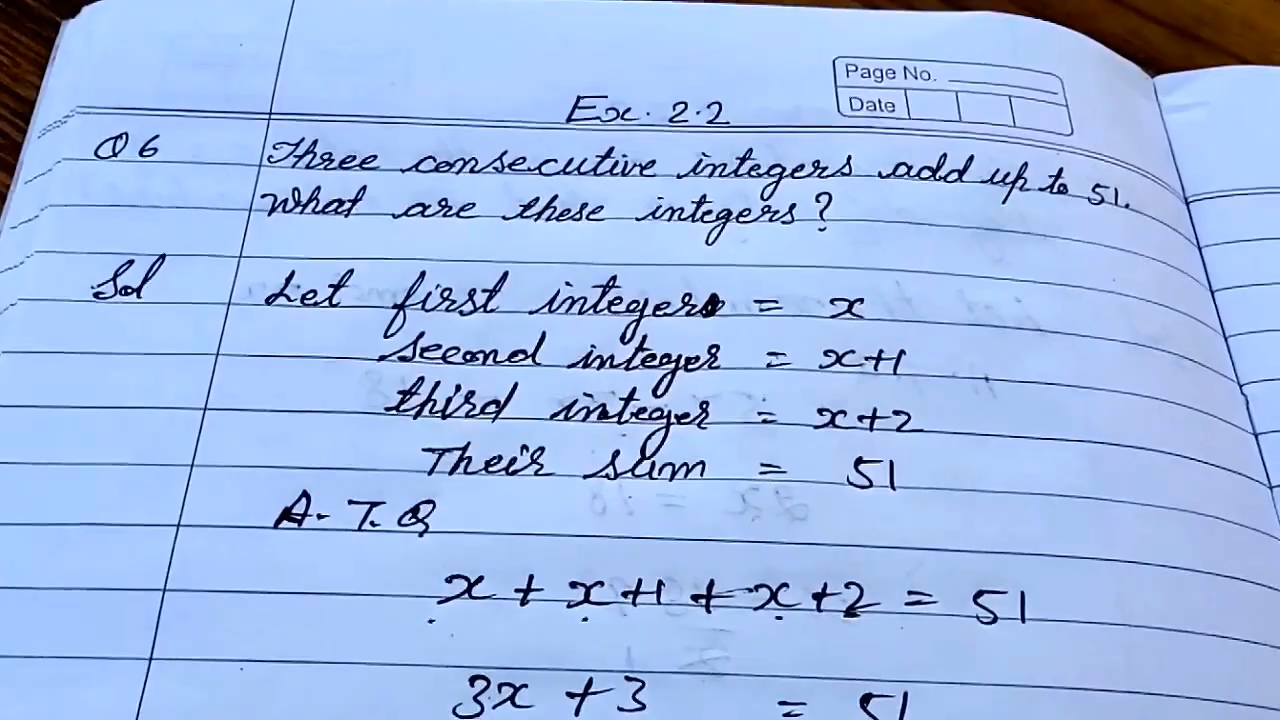 Page No.
Date
Ex. 2.2
Q6 Three consecutive integers add up to 51.
What are these integers?
Sol Let first integer = x
second integer = x+1
third integer = x+2
Their sum = 51
A.T.Q
x + x+1 + x+2 = 51
3x + 3 = 51